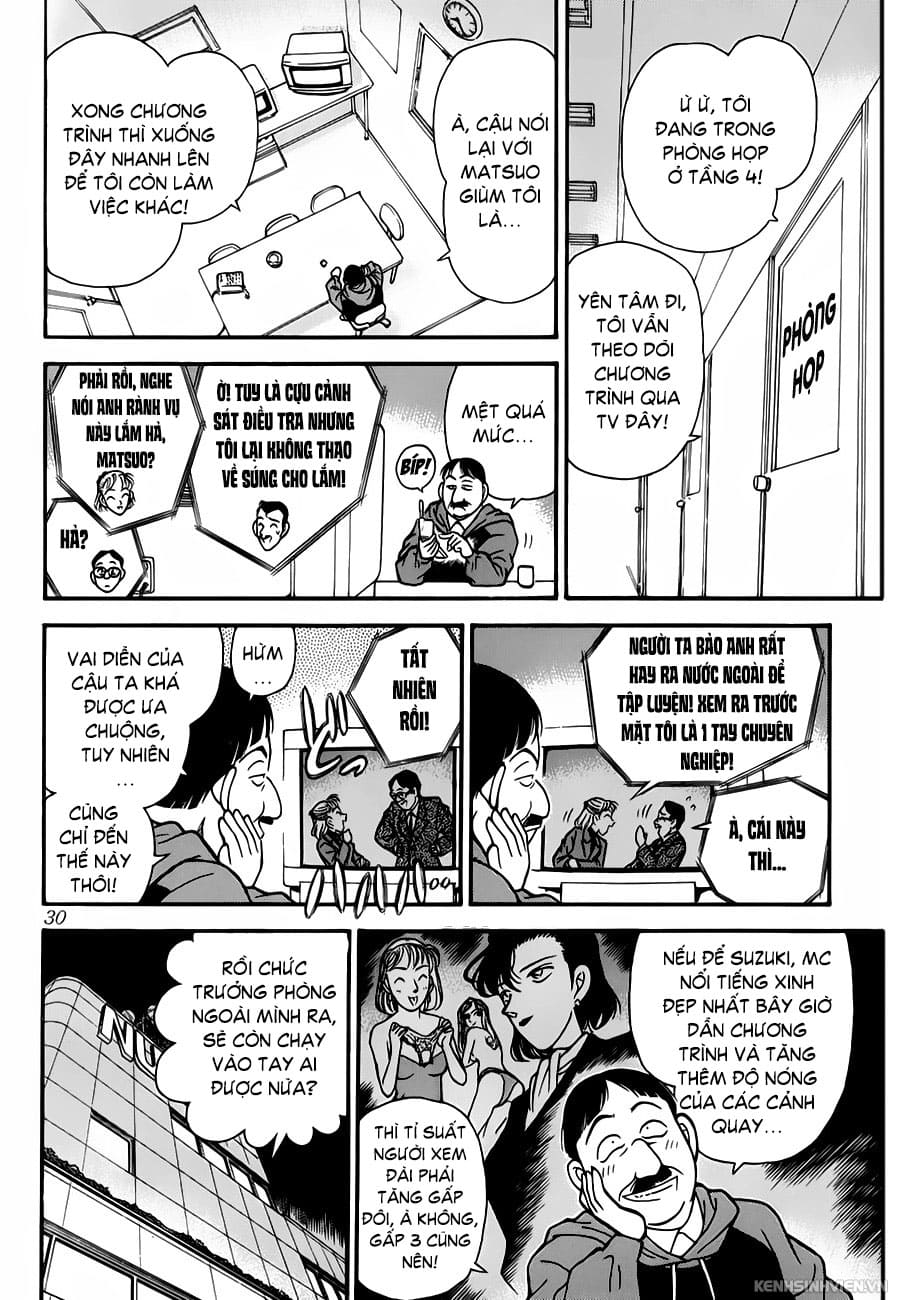 Ừ Ừ, TÔI
ĐANG TRONG
PHÒNG HỌP
Ở TẦNG 4!
YÊN TÂM ĐI,
TÔI VẪN
THEO DÕI
CHƯƠNG
TRÌNH QUA
TV ĐÂY!
PHÒNG
HỌP
À, CẬU NÓI
LẠI VỚI
MATSUO
GIÙM TÔI
LÀ...
XONG CHƯƠNG
TRÌNH THÌ XUỐNG
ĐÂY NHANH LÊN
ĐỂ TÔI CÒN LÀM
VIỆC KHÁC!
MỆT QUÁ
MỨC...
BÍP!
Ờ! TUY LÀ CỰU CẢNH
SÁT ĐIỀU TRA NHƯNG
TÔI LẠI KHÔNG THẠO
VỀ SÚNG CHO LẮM!
PHẢI RỒI, NGHE
NÓI ANH RÀNH VỤ
NÀY LẮM HẢ,
MATSUO?
HẢ?
NGƯỜI TA BẢO ANH RẤT
HAY RA NƯỚC NGOÀI ĐỂ
TẬP LUYỆN! XEM RA TRƯỚC
MẶT TÔI LÀ 1 TAY CHUYÊN
NGHIỆP!
À, CÁI NÀY
THÌ...
TẤT
NHIÊN
RỒI!
ビビッ
HỪM
...
VAI DIỄN CỦA
CẬU TA KHÁ
ĐƯỢC ƯA
CHUỘNG,
TUY NHIÊN
...
CŨNG
CHỈ ĐẾN
THẾ NÀY
THÔI!
30
NẾU ĐỂ SUZUKI, MC
NỔI TIẾNG XINH
ĐẸP NHẤT BÂY GIỜ
DẪN CHƯƠNG
TRÌNH VÀ TĂNG
THÊM ĐỘ NÓNG
CỦA CÁC CẢNH
QUAY...
THÌ TỈ SUẤT
NGƯỜI XEM
ĐÀI PHẢI
TĂNG GẤP
ĐÔI, À KHÔNG,
GẤP 3 CŨNG
NÊN!
RỒI CHỨC
TRƯỞNG PHÒNG
NGOÀI MÌNH RA,
SẼ CÒN CHẠY
VÀO TAY AI
ĐƯỢC NỮA?
KENHSINHVIEN.VN